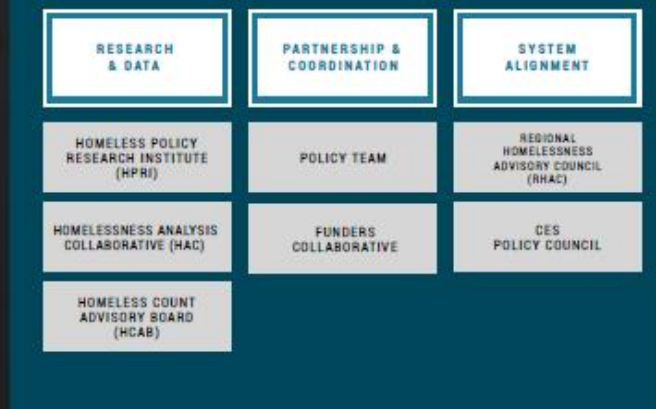 RESEARCH
& DATA
PARTNERSHIP &
COORDINATION
SYSTEM
ALIGNMENT
HOMELESS POLICY
RESEARCH INSTITUTE
(HPRI)
POLICY TEAM
REGIONAL
HOMELESSNESS
ADVISORY COUNCIL
(RHAC)
HOMELESSNESS ANALYSIS
COLLABORATIVE (HAC)
FUNDERS
COLLABORATIVE
CES
POLICY COUNCIL
HOMELESS COUNT
ADVISORY BOARD
(HCAB)